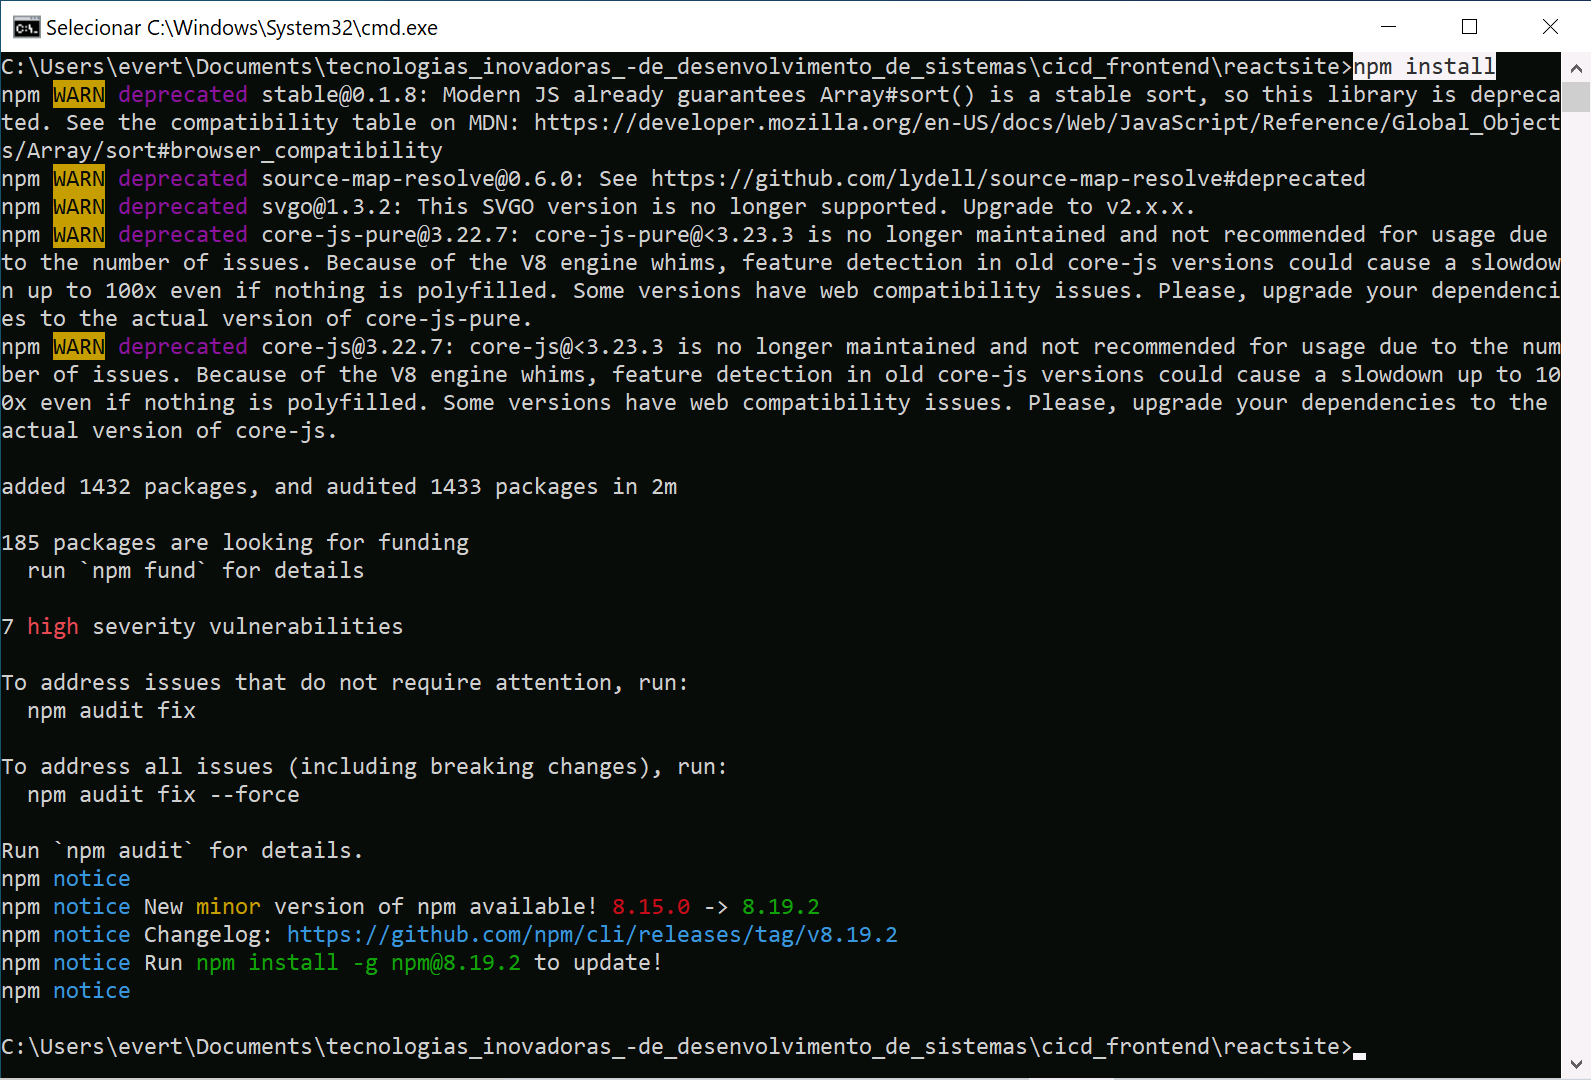 Selecionar C:\Windows\System32\cmd.exe
C:\Users\evert\Documents\tecnologias_inovadoras_-de_desenvolvimento_de_sistemas\cicd_frontend\reactsite>npm install
npm WARN deprecated stable@0.1.8: Modern JS already guarantees Array#sort() is a stable sort, so this library is depreca
ted. See the compatibility table on MDN: https://developer.mozilla.org/en-US/docs/Web/JavaScript/Reference/Global_Object
s/Array/sort#browser_compatibility
npm WARN deprecated source-map-resolve@0.6.0: See https://github.com/lydell/source-map-resolve#deprecated
npm WARN deprecated svgo@1.3.2: This SVGO version is no longer supported. Upgrade to v2.x.x.
npm WARN deprecated core-js-pure@3.22.7: core-js-pure@<3.23.3 is no longer maintained and not recommended for usage due
to the number of issues. Because of the V8 engine whims, feature detection in old core-js versions could cause a slowdow
n up to 100x even if nothing is polyfilled. Some versions have web compatibility issues. Please, upgrade your dependenci
es to the actual version of core-js-pure.
npm WARN deprecated core-js@3.22.7: core-js@<3.23.3 is no longer maintained and not recommended for usage due to the num
ber of issues. Because of the V8 engine whims, feature detection in old core-js versions could cause a slowdown up to 10
0x even if nothing is polyfilled. Some versions have web compatibility issues. Please, upgrade your dependencies to the
actual version of core-js.
added 1432 packages, and audited 1433 packages in 2m
185 packages are looking for funding
  run `npm fund` for details
7 high severity vulnerabilities
To address issues that do not require attention, run:
  npm audit fix
To address all issues (including breaking changes), run:
  npm audit fix --force
Run `npm audit` for details.
npm notice
npm notice New minor version of npm available! 8.15.0 -> 8.19.2
npm notice Changelog: https://github.com/npm/cli/releases/tag/v8.19.2
npm notice Run npm install -g npm@8.19.2 to update!
npm notice
C:\Users\evert\Documents\tecnologias_inovadoras_-de_desenvolvimento_de_sistemas\cicd_frontend\reactsite>